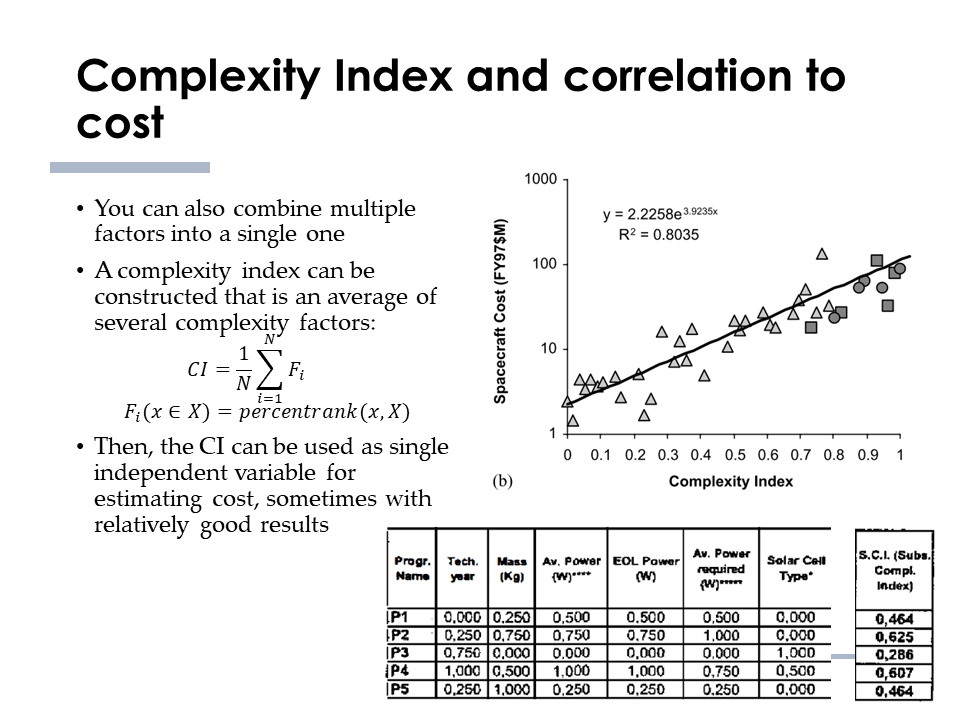 Complexity Index and correlation to
cost
• You can also combine multiple
factors into a single one
• A complexity index can be
constructed that is an average of
several complexity factors:
𝐶𝐼 = 1/𝑁 ∑_{𝑖=1}^{𝑁} 𝐹𝑖
𝐹𝑖(𝑥 ∈ 𝑋) = 𝑝𝑒𝑟𝑐𝑒𝑛𝑡𝑟𝑎𝑛𝑘(𝑥, 𝑋)
• Then, the CI can be used as single
independent variable for
estimating cost, sometimes with
relatively good results
Spacecraft Cost (FY97$M)
1000
100
10
1
y = 2.2258e^3.9235x
R² = 0.8035
0 0.1 0.2 0.3 0.4 0.5 0.6 0.7 0.8 0.9 1
(b) Complexity Index
Progr. Name Tech. year Mass (Kg) Av. Power (W)**** EOL Power (W) Av. Power required (W)***** Solar Cell Type* S.C.I. (Subs. Compl. Index)
P1 0,000 0,250 0,500 0,500 0,500 0,000 0,464
P2 0,250 0,750 0,750 0,750 1,000 0,000 0,625
P3 0,750 0,000 0,000 0,000 0,000 1,000 0,286
P4 1,000 0,500 1,000 1,000 0,750 0,500 0,607
P5 0,250 1,000 0,250 0,250 0,250 0,000 0,464